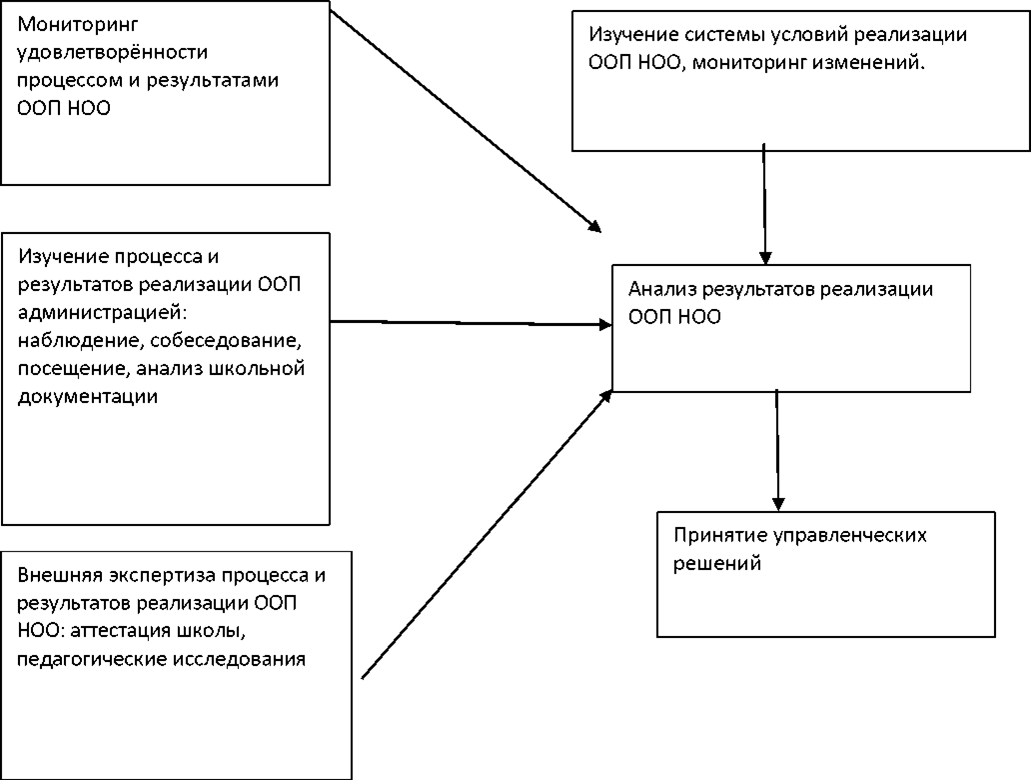 Мониторинг
удовлетворённости
процессом и результатами
ООП НОО
Изучение системы условий реализации
ООП НОО, мониторинг изменений.
Изучение процесса и
результатов реализации ООП
администрацией:
наблюдение, собеседование,
посещение, анализ школьной
документации
Анализ результатов реализации
ООП НОО
Внешняя экспертиза процесса и
результатов реализации ООП
НОО: аттестация школы,
педагогические исследования
Принятие управленческих
решений